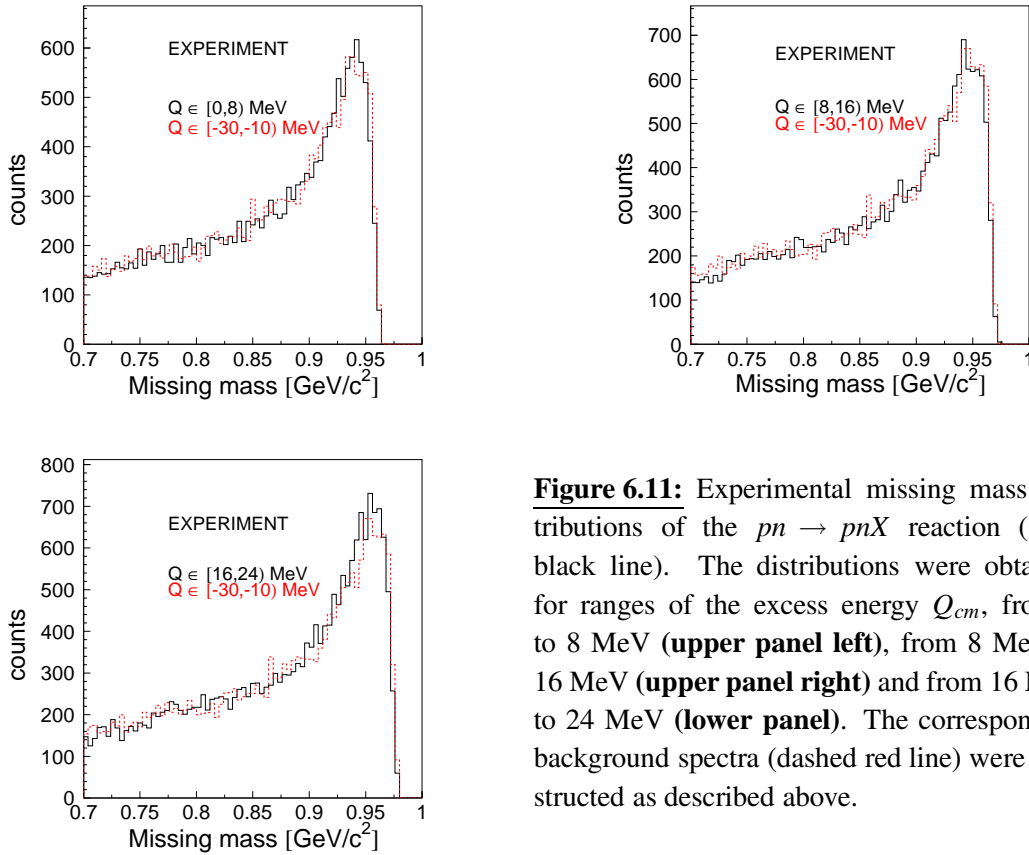 600
500
400
300
200
100
0
counts
EXPERIMENT
Q ∈ [0,8) MeV
Q ∈ [-30,-10) MeV
0.7 0.75 0.8 0.85 0.9 0.95 1
Missing mass [GeV/c²]
700
600
500
400
300
200
100
0
counts
EXPERIMENT
Q ∈ [8,16) MeV
Q ∈ [-30,-10) MeV
0.7 0.75 0.8 0.85 0.9 0.95 1
Missing mass [GeV/c²]
800
700
600
500
400
300
200
100
0
counts
EXPERIMENT
Q ∈ [16,24) MeV
Q ∈ [-30,-10) MeV
0.7 0.75 0.8 0.85 0.9 0.95 1
Missing mass [GeV/c²]
Figure 6.11: Experimental missing mass
tributions of the pn → pnX reaction (
black line). The distributions were obta
for ranges of the excess energy Qcm, fro
to 8 MeV (upper panel left), from 8 Me
16 MeV (upper panel right) and from 16 M
to 24 MeV (lower panel). The correspon
background spectra (dashed red line) were
structed as described above.